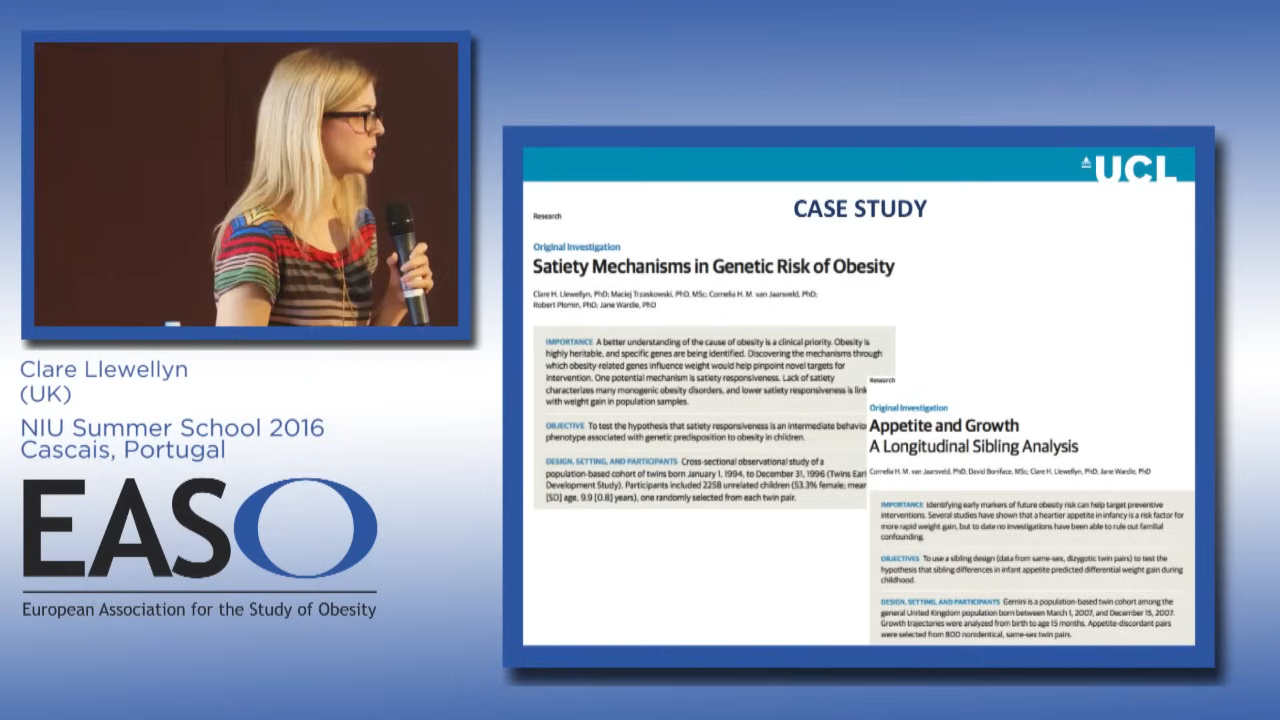 Clare Llewellyn
(UK)
NIU Summer School 2016
Cascais, Portugal
EASO
European Association for the Study of Obesity
UCL
CASE STUDY
Research
Original Investigation
Satiety Mechanisms in Genetic Risk of Obesity
Clare H. Llewellyn, PhD; Maciej Trzaskowski, PhD, MSc; Cornelia H. M. van Jaarsveld, PhD;
Robert Plomin, PhD; Jane Wardle, PhD
IMPORTANCE A better understanding of the cause of obesity is a clinical priority. Obesity is
highly heritable, and specific genes are being identified. Discovering the mechanisms through
which obesity-related genes influence weight would help pinpoint novel targets for
intervention. One potential mechanism is satiety responsiveness. Lack of satiety
characterizes many monogenic obesity disorders, and lower satiety responsiveness is link
with weight gain in population samples.
OBJECTIVE To test the hypothesis that satiety responsiveness is an intermediate behavio
phenotype associated with genetic predisposition to obesity in children.
DESIGN, SETTING, AND PARTICIPANTS Cross-sectional observational study of a
population-based cohort of twins born January 1, 1994, to December 31, 1996 (Twins Earl
Development Study). Participants included 2258 unrelated children (53.3% female; mean
[SD] age, 9.9 [0.8] years), one randomly selected from each twin pair.
Research
Original Investigation
Appetite and Growth
A Longitudinal Sibling Analysis
Cornelia H. M. van Jaarsveld, PhD; David Boniface, MSc; Clare H. Llewellyn, PhD; Jane Wardle, PhD
IMPORTANCE Identifying early markers of future obesity risk can help target preventive
interventions. Several studies have shown that a heartier appetite in infancy is a risk factor for
more rapid weight gain, but to date no investigations have been able to rule out familial
confounding.
OBJECTIVES To use a sibling design (data from same-sex, dizygotic twin pairs) to test the
hypothesis that sibling differences in infant appetite predicted differential weight gain during
childhood.
DESIGN, SETTING, AND PARTICIPANTS Gemini is a population-based twin cohort among the
general United Kingdom population born between March 1, 2007, and December 15, 2007.
Growth trajectories were analyzed from birth to age 15 months. Appetite-discordant pairs
were selected from 800 nonidentical, same-sex twin pairs.